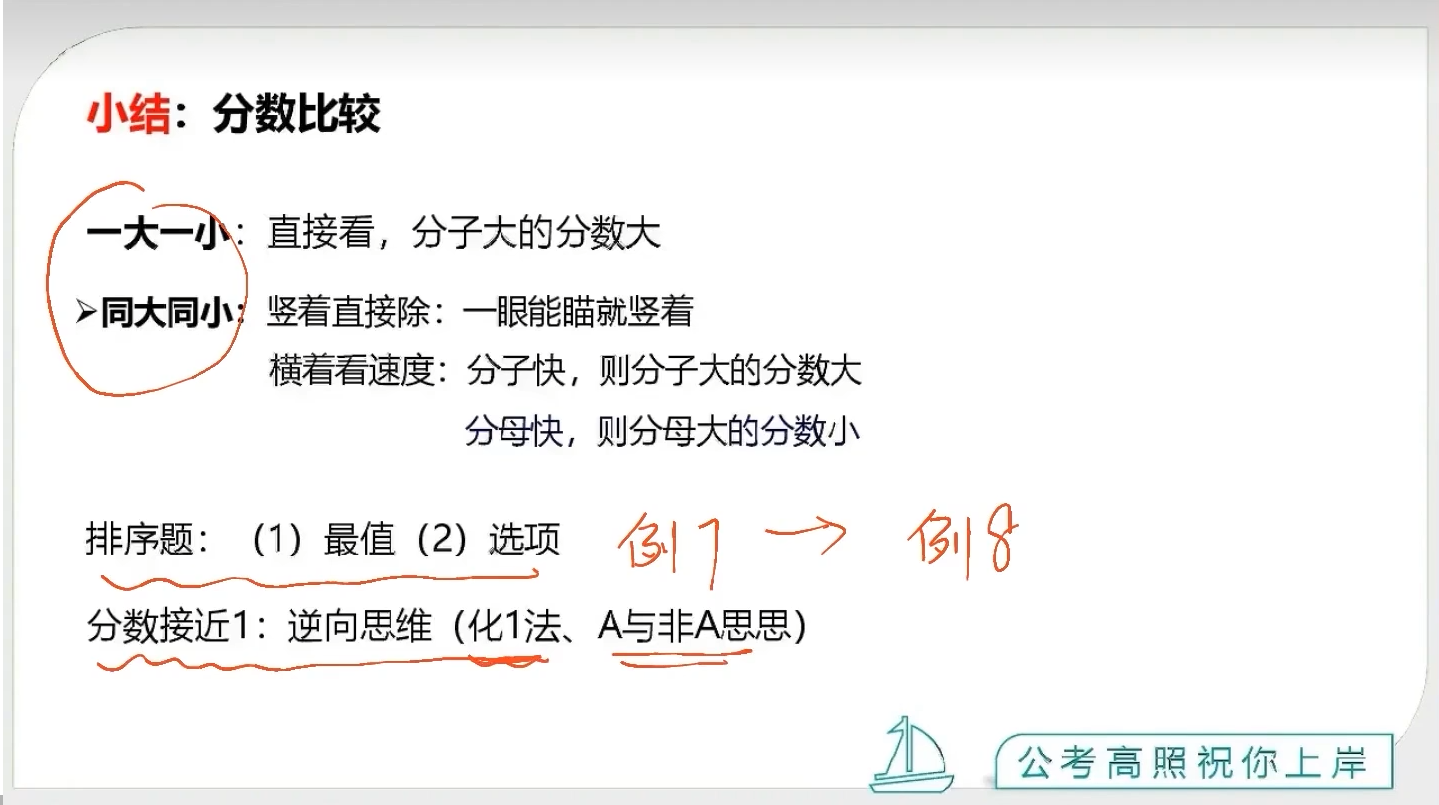 小结：分数比较
一大一小：直接看，分子大的分数大
➢同大同小：竖着直接除：一眼能瞄就竖着
横着看速度：分子快，则分子大的分数大
分母快，则分母大的分数小
排序题：（1）最值（2）选项 例7 → 例8
分数接近1：逆向思维（化1法、A与非A思思）
公考高照祝你上岸